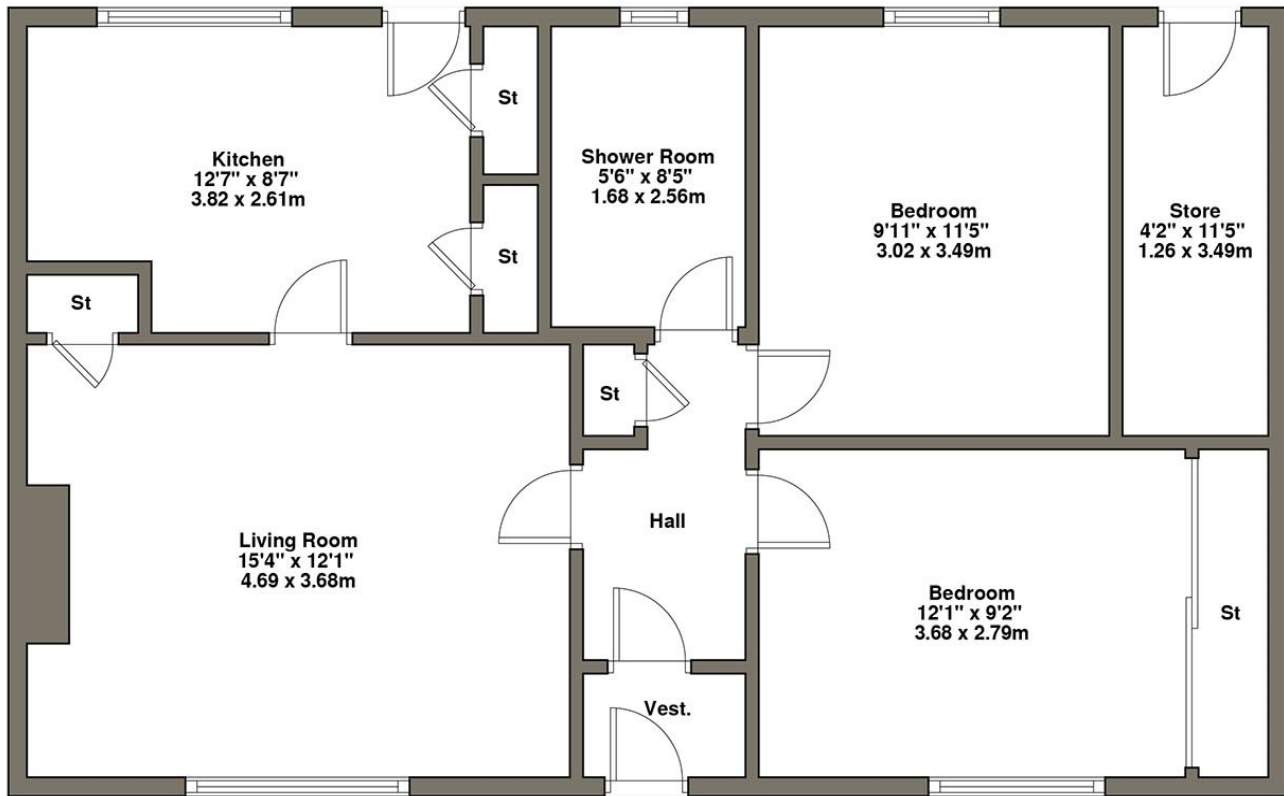 Kitchen
12'7" x 8'7"
3.82 x 2.61m
St
St
St
Shower Room
5'6" x 8'5"
1.68 x 2.56m
Bedroom
9'11" x 11'5"
3.02 x 3.49m
Store
4'2" x 11'5"
1.26 x 3.49m
St
Living Room
15'4" x 12'1"
4.69 x 3.68m
Hall
Vest.
Bedroom
12'1" x 9'2"
3.68 x 2.79m
St